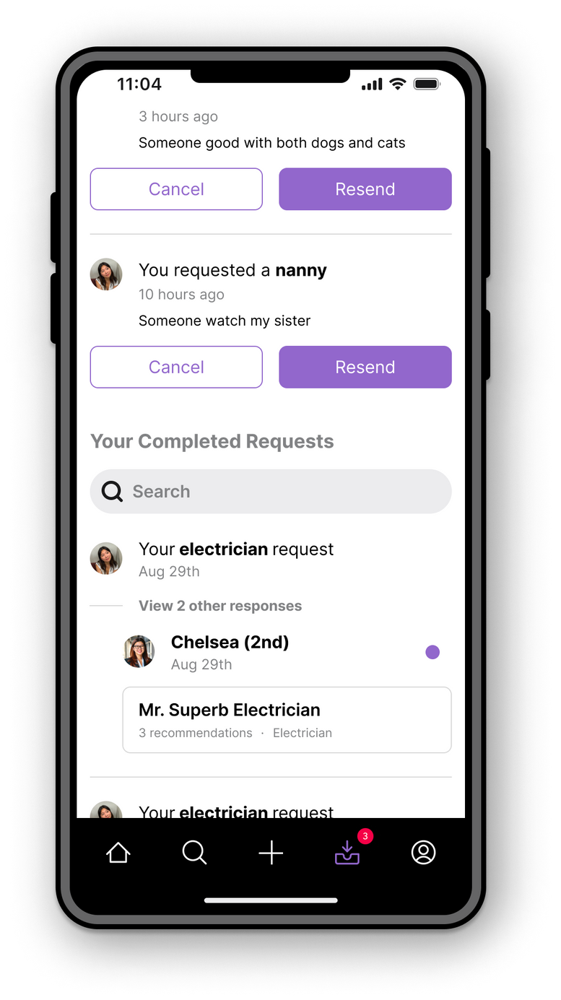 11:04
3 hours ago
Someone good with both dogs and cats
Cancel
Resend
You requested a nanny
10 hours ago
Someone watch my sister
Cancel
Resend
Your Completed Requests
Search
Your electrician request
Aug 29th
View 2 other responses
Chelsea (2nd)
Aug 29th
Mr. Superb Electrician
3 recommendations · Electrician
Your electrician request
3